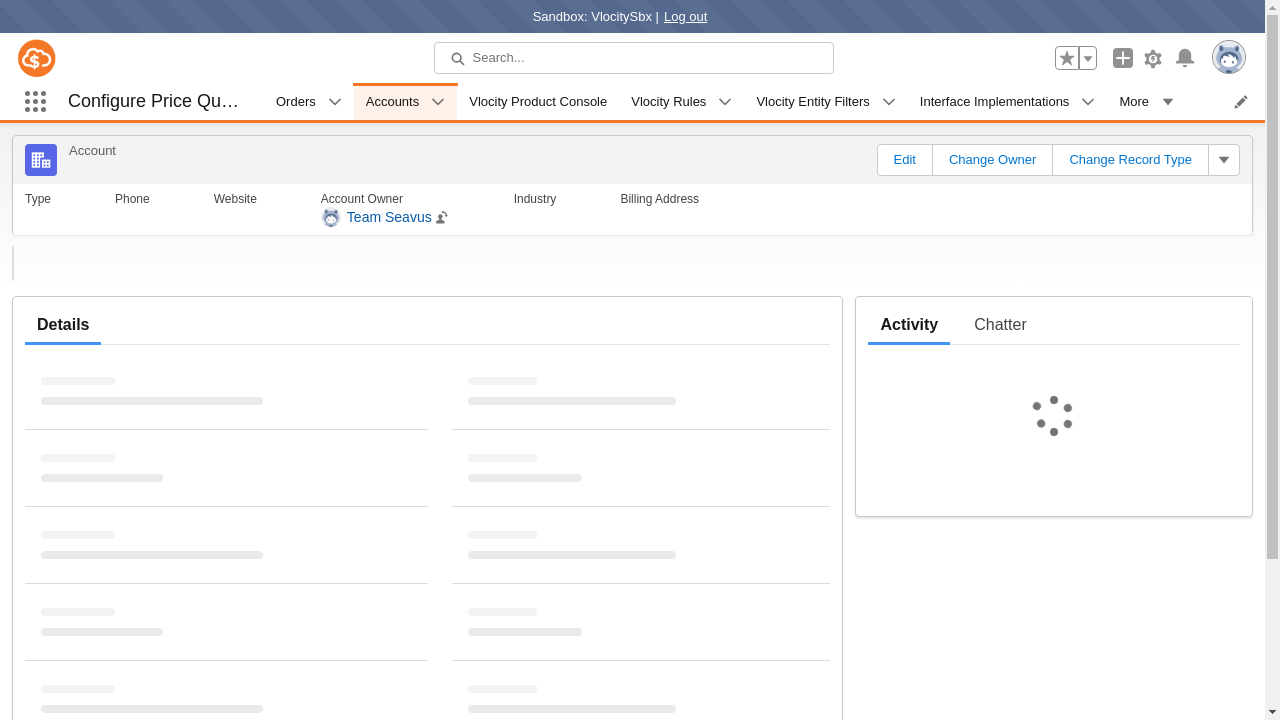 Sandbox: VlocitySbx | Log out
Search...
Configure Price Qu…
Orders
Accounts
Vlocity Product Console
Vlocity Rules
Vlocity Entity Filters
Interface Implementations
More
Account
Edit
Change Owner
Change Record Type
Type
Phone
Website
Account Owner
Industry
Billing Address
Team Seavus
Details
Activity
Chatter